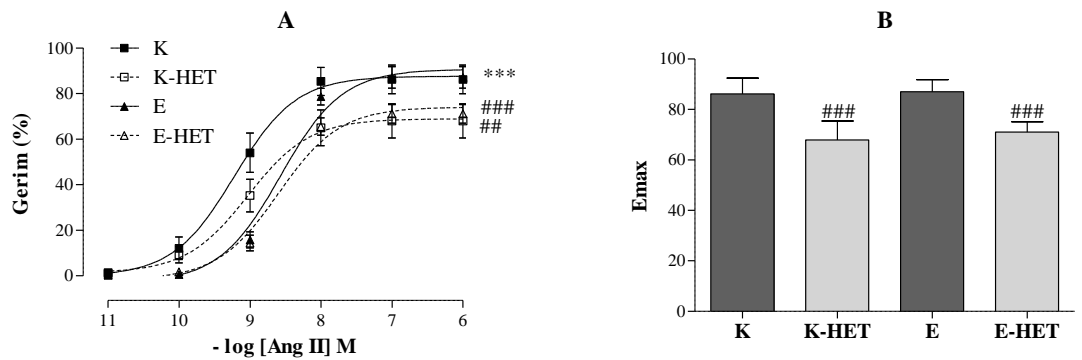 A
K
K-HET
E
E-HET
100
80
60
40
20
0
Gerim (%)
***
###
##
11 10 9 8 7 6
- log [Ang II] M
B
100
80
60
40
20
0
Emax
### ###
K K-HET E E-HET